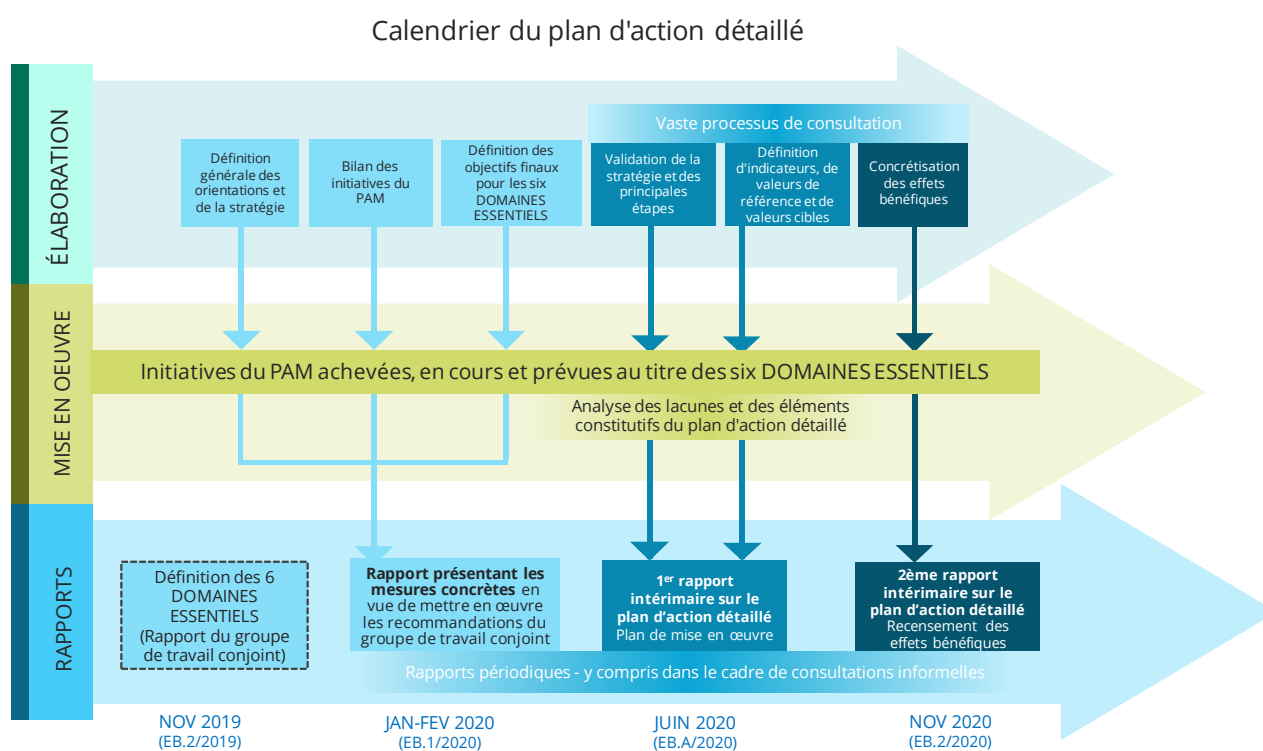 Calendrier du plan d'action détaillé
ÉLABORATION
Vaste processus de consultation
Définition
générale des
orientations et
de la stratégie
Bilan des
initiatives du
PAM
Définition des
objectifs finaux
pour les six
DOMAINES
ESSENTIELS
Validation de la
stratégie et des
principales
étapes
Définition
d'indicateurs, de
valeurs de
référence et de
valeurs cibles
Concrétisation
des effets
bénéfiques
MISE EN OEUVRE
Initiatives du PAM achevées, en cours et prévues au titre des six DOMAINES ESSENTIELS
Analyse des lacunes et des éléments
constitutifs du plan d'action détaillé
RAPPORTS
Définition des 6
DOMAINES
ESSENTIELS
(Rapport du groupe
de travail conjoint)
Rapport présentant les
mesures concrètes en
vue de mettre en œuvre
les recommandations du
groupe de travail conjoint
1er rapport
intérimaire sur le
plan d’action détaillé
Plan de mise en œuvre
2ème rapport
intérimaire sur le
plan d’action détaillé
Recensement des
effets bénéfiques
Rapports périodiques - y compris dans le cadre de consultations informelles
NOV 2019
(EB.2/2019)
JAN-FEV 2020
(EB.1/2020)
JUIN 2020
(EB.A/2020)
NOV 2020
(EB.2/2020)